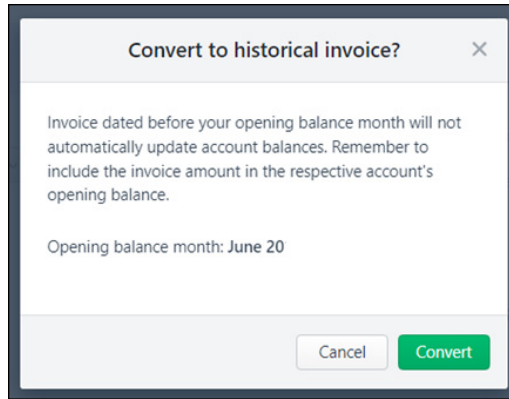 Convert to historical invoice?
Invoice dated before your opening balance month will not
automatically update account balances. Remember to
include the invoice amount in the respective account's
opening balance.
Opening balance month: June 20
Cancel
Convert